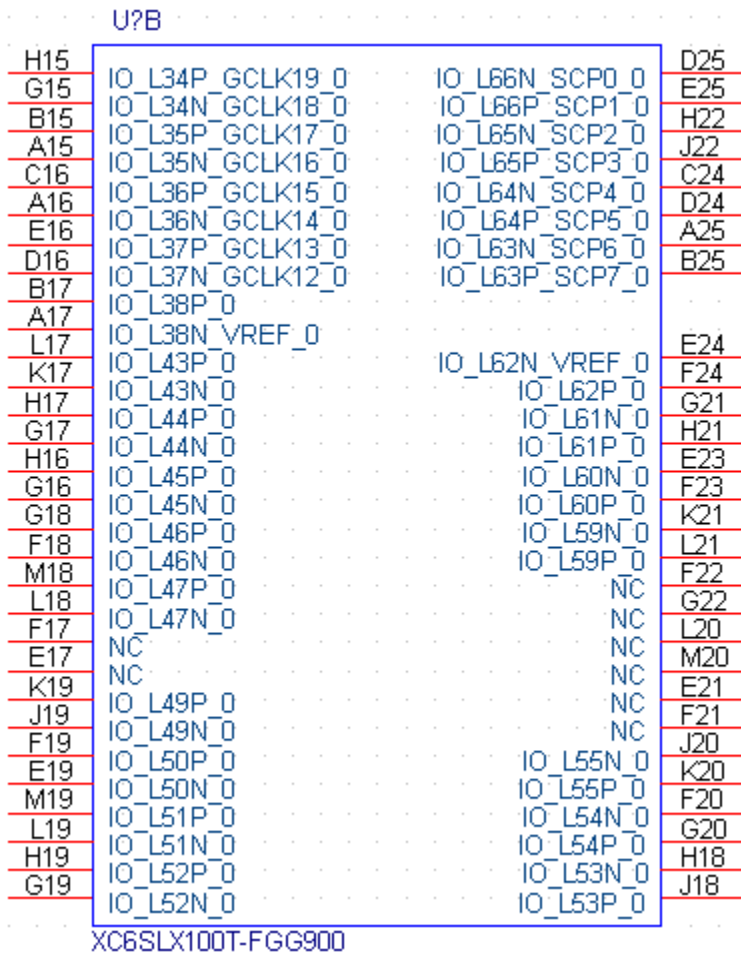 U?B
H15 IO_L34P_GCLK19_0 IO_L66N_SCP0_0 D25
G15 IO_L34N_GCLK18_0 IO_L66P_SCP1_0 E25
B15 IO_L35P_GCLK17_0 IO_L65N_SCP2_0 H22
A15 IO_L35N_GCLK16_0 IO_L65P_SCP3_0 J22
C16 IO_L36P_GCLK15_0 IO_L64N_SCP4_0 C24
A16 IO_L36N_GCLK14_0 IO_L64P_SCP5_0 D24
E16 IO_L37P_GCLK13_0 IO_L63N_SCP6_0 A25
D16 IO_L37N_GCLK12_0 IO_L63P_SCP7_0 B25
B17 IO_L38P_0
A17 IO_L38N_VREF_0
L17 IO_L43P_0 IO_L62N_VREF_0 E24
K17 IO_L43N_0 IO_L62P_0 F24
H17 IO_L44P_0 IO_L61N_0 G21
G17 IO_L44N_0 IO_L61P_0 H21
H16 IO_L45P_0 IO_L60N_0 E23
G16 IO_L45N_0 IO_L60P_0 F23
G18 IO_L46P_0 IO_L59N_0 K21
F18 IO_L46N_0 IO_L59P_0 L21
M18 IO_L47P_0 NC F22
L18 IO_L47N_0 NC G22
F17 NC NC L20
E17 NC NC M20
K19 IO_L49P_0 NC E21
J19 IO_L49N_0 NC F21
F19 IO_L50P_0 IO_L55N_0 J20
E19 IO_L50N_0 IO_L55P_0 K20
M19 IO_L51P_0 IO_L54N_0 F20
L19 IO_L51N_0 IO_L54P_0 G20
H19 IO_L52P_0 IO_L53N_0 H18
G19 IO_L52N_0 IO_L53P_0 J18
XC6SLX100T-FGG900